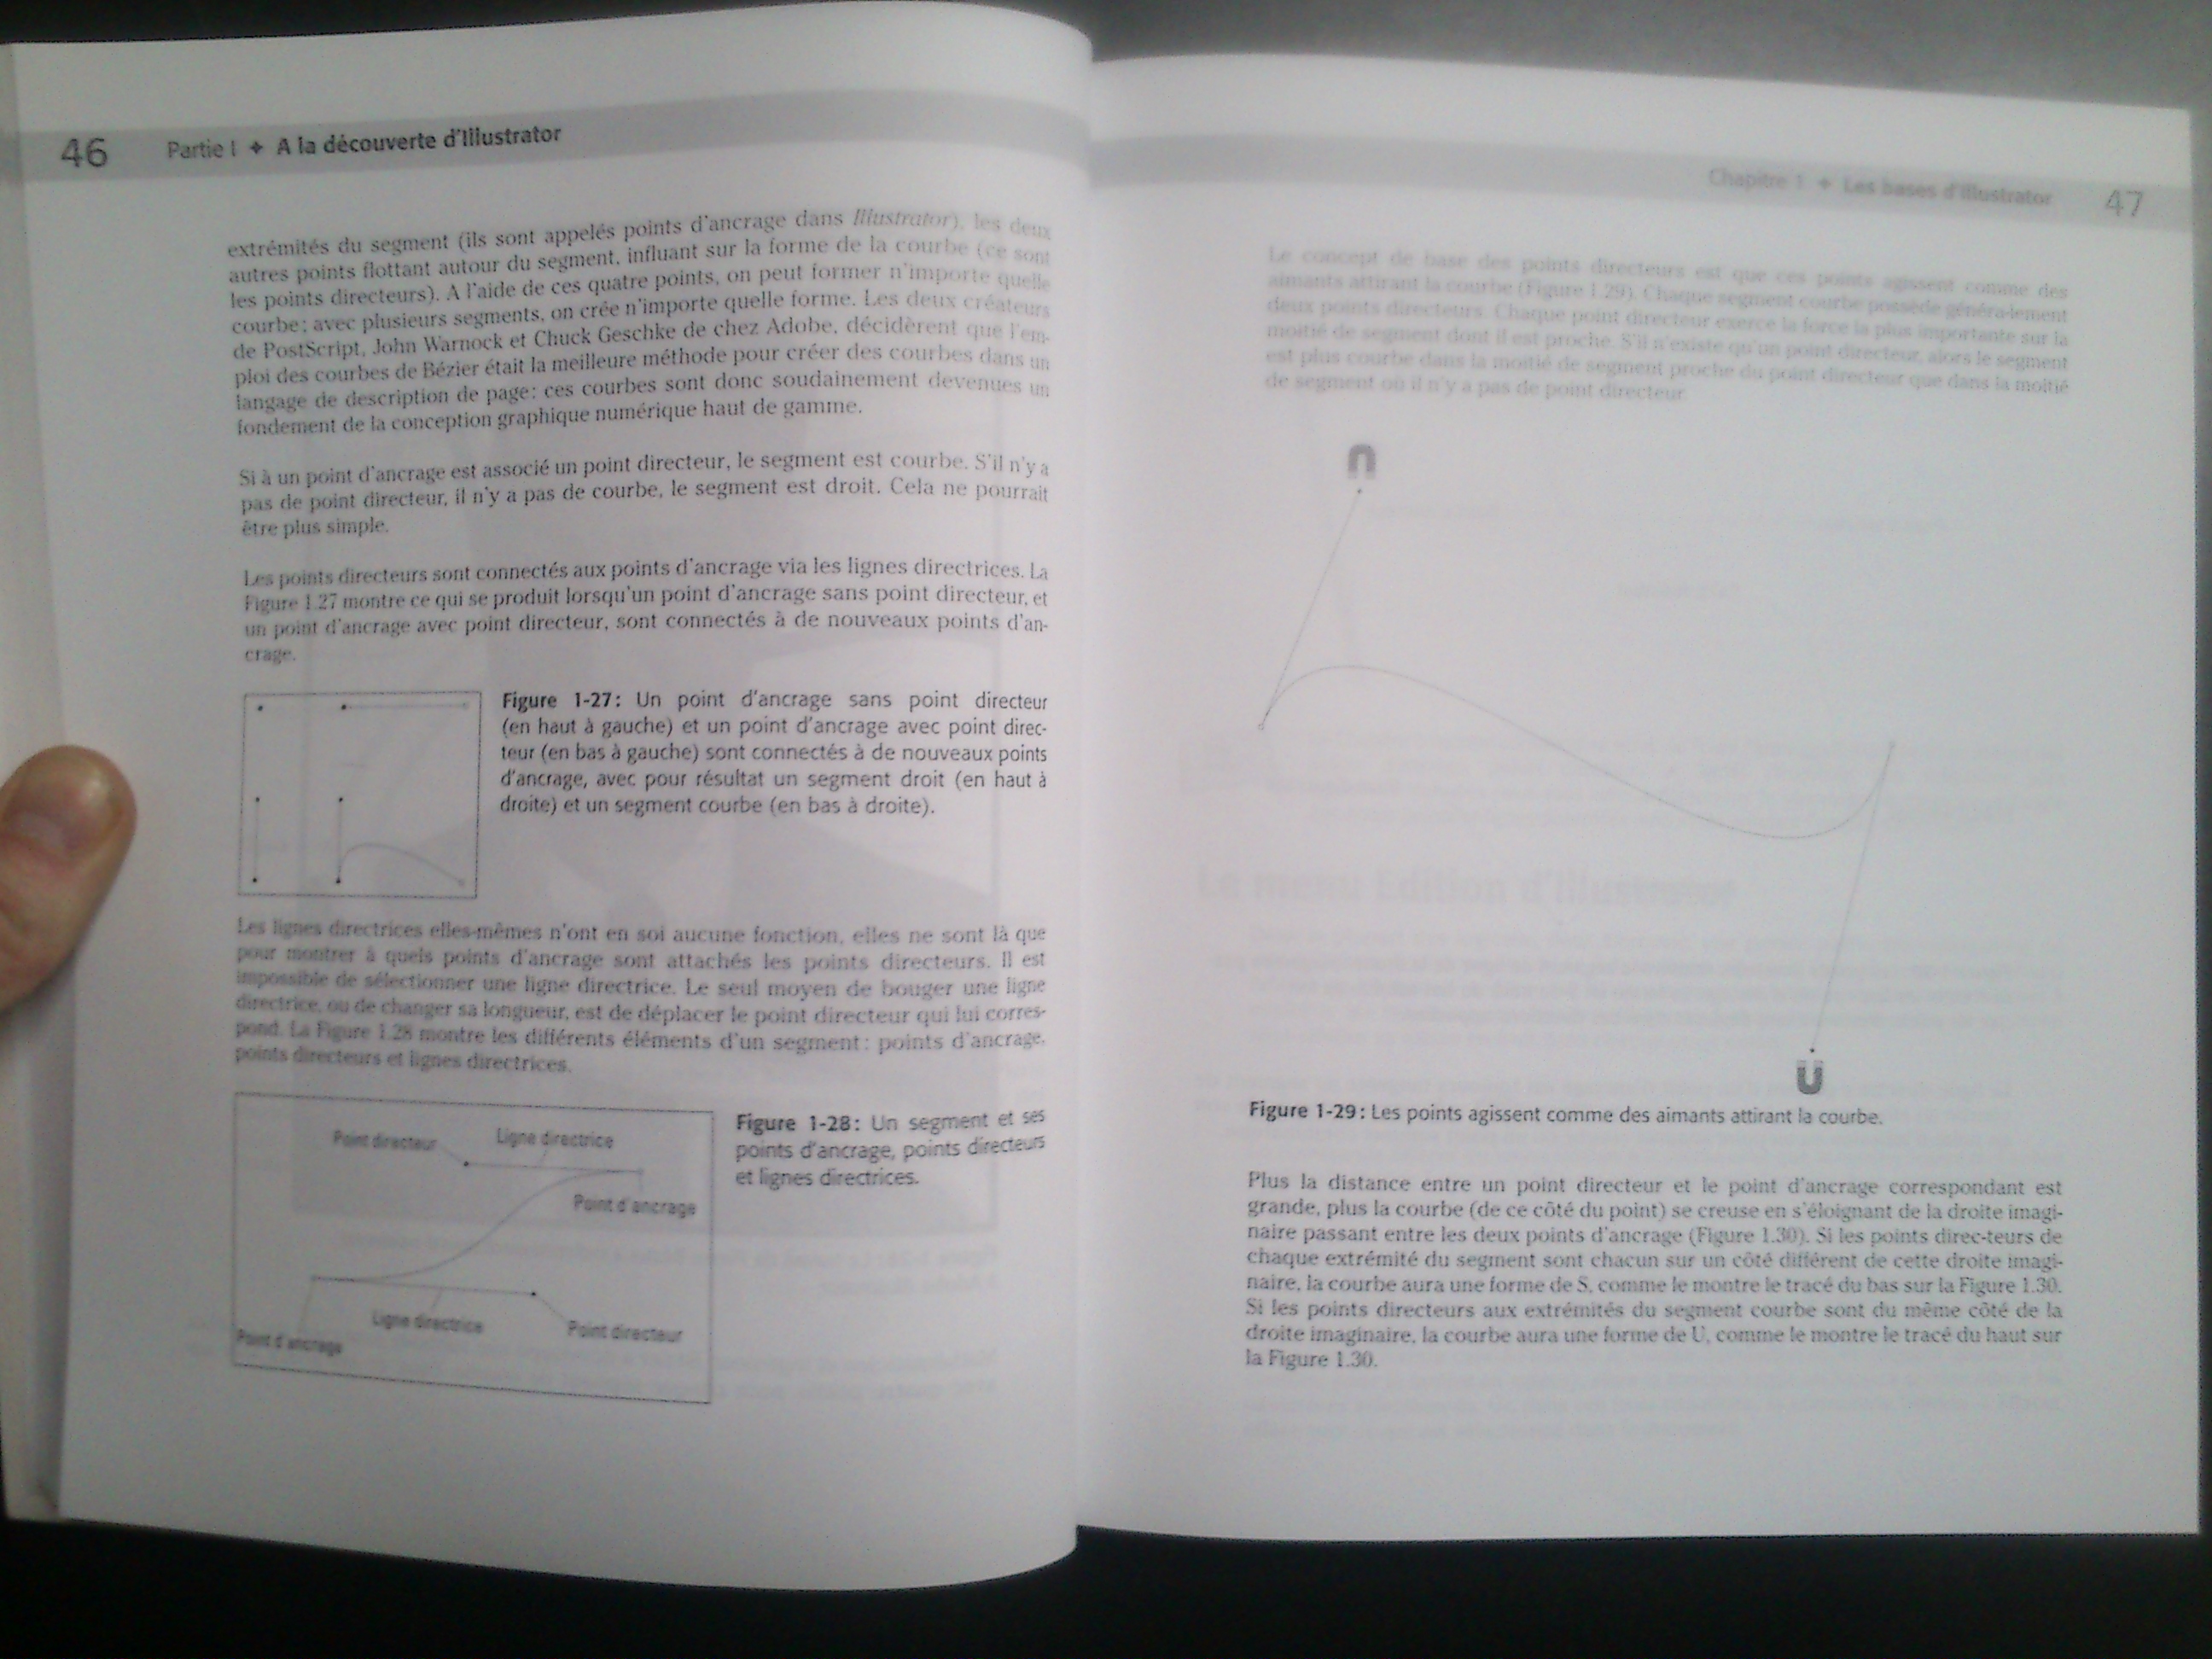 46 Partie I ✦ A la découverte d'Illustrator
extrémités du segment (ils sont appelés points d'ancrage dans Illustrator), les deux
autres points flottant autour du segment, influant sur la forme de la courbe (ce sont
les points directeurs). A l'aide de ces quatre points, on peut former n'importe quelle
courbe ; avec plusieurs segments, on crée n'importe quelle forme. Les deux créateurs
de PostScript, John Warnock et Chuck Geschke de chez Adobe, décidèrent que l'em-
ploi des courbes de Bézier était la meilleure méthode pour créer des courbes dans un
langage de description de page ; ces courbes sont donc soudainement devenues un
fondement de la conception graphique numérique haut de gamme.
Si à un point d'ancrage est associé un point directeur, le segment est courbe. S'il n'y a
pas de point directeur, il n'y a pas de courbe, le segment est droit. Cela ne pourrait
être plus simple.
Les points directeurs sont connectés aux points d'ancrage via les lignes directrices. La
Figure 1.27 montre ce qui se produit lorsqu'un point d'ancrage sans point directeur, et
un point d'ancrage avec point directeur, sont connectés à de nouveaux points d'an-
crage.
Figure 1-27 : Un point d'ancrage sans point directeur
(en haut à gauche) et un point d'ancrage avec point direc-
teur (en bas à gauche) sont connectés à de nouveaux points
d'ancrage, avec pour résultat un segment droit (en haut à
droite) et un segment courbe (en bas à droite).
Les lignes directrices elles-mêmes n'ont en soi aucune fonction, elles ne sont là que
pour montrer à quels points d'ancrage sont attachés les points directeurs. Il est
impossible de sélectionner une ligne directrice. Le seul moyen de bouger une ligne
directrice, ou de changer sa longueur, est de déplacer le point directeur qui lui corres-
pond. La Figure 1.28 montre les différents éléments d'un segment : points d'ancrage,
points directeurs et lignes directrices.
Point directeur
Ligne directrice
Point d'ancrage
Point d'ancrage
Ligne directrice
Point directeur
Figure 1-28 : Un segment et ses
points d'ancrage, points directeurs
et lignes directrices.
Chapitre 1 ✦ Les bases d'Illustrator 47
Le concept de base des points directeurs est que ces points agissent comme des
aimants attirant la courbe (Figure 1.29). Chaque segment courbe possède généralement
deux points directeurs. Chaque point directeur exerce la force la plus importante sur la
moitié de segment dont il est proche. S'il n'existe qu'un point directeur, alors le segment
est plus courbe dans la moitié de segment proche du point directeur que dans la moitié
de segment où il n'y a pas de point directeur.
Figure 1-29 : Les points agissent comme des aimants attirant la courbe.
Plus la distance entre un point directeur et le point d'ancrage correspondant est
grande, plus la courbe (de ce côté du point) se creuse en s'éloignant de la droite imagi-
naire passant entre les deux points d'ancrage (Figure 1.30). Si les points direc-teurs de
chaque extrémité du segment sont chacun sur un côté différent de cette droite imagi-
naire, la courbe aura une forme de S, comme le montre le tracé du bas sur la Figure 1.30.
Si les points directeurs aux extrémités du segment courbe sont du même côté de la
droite imaginaire, la courbe aura une forme de U, comme le montre le tracé du haut sur
la Figure 1.30.